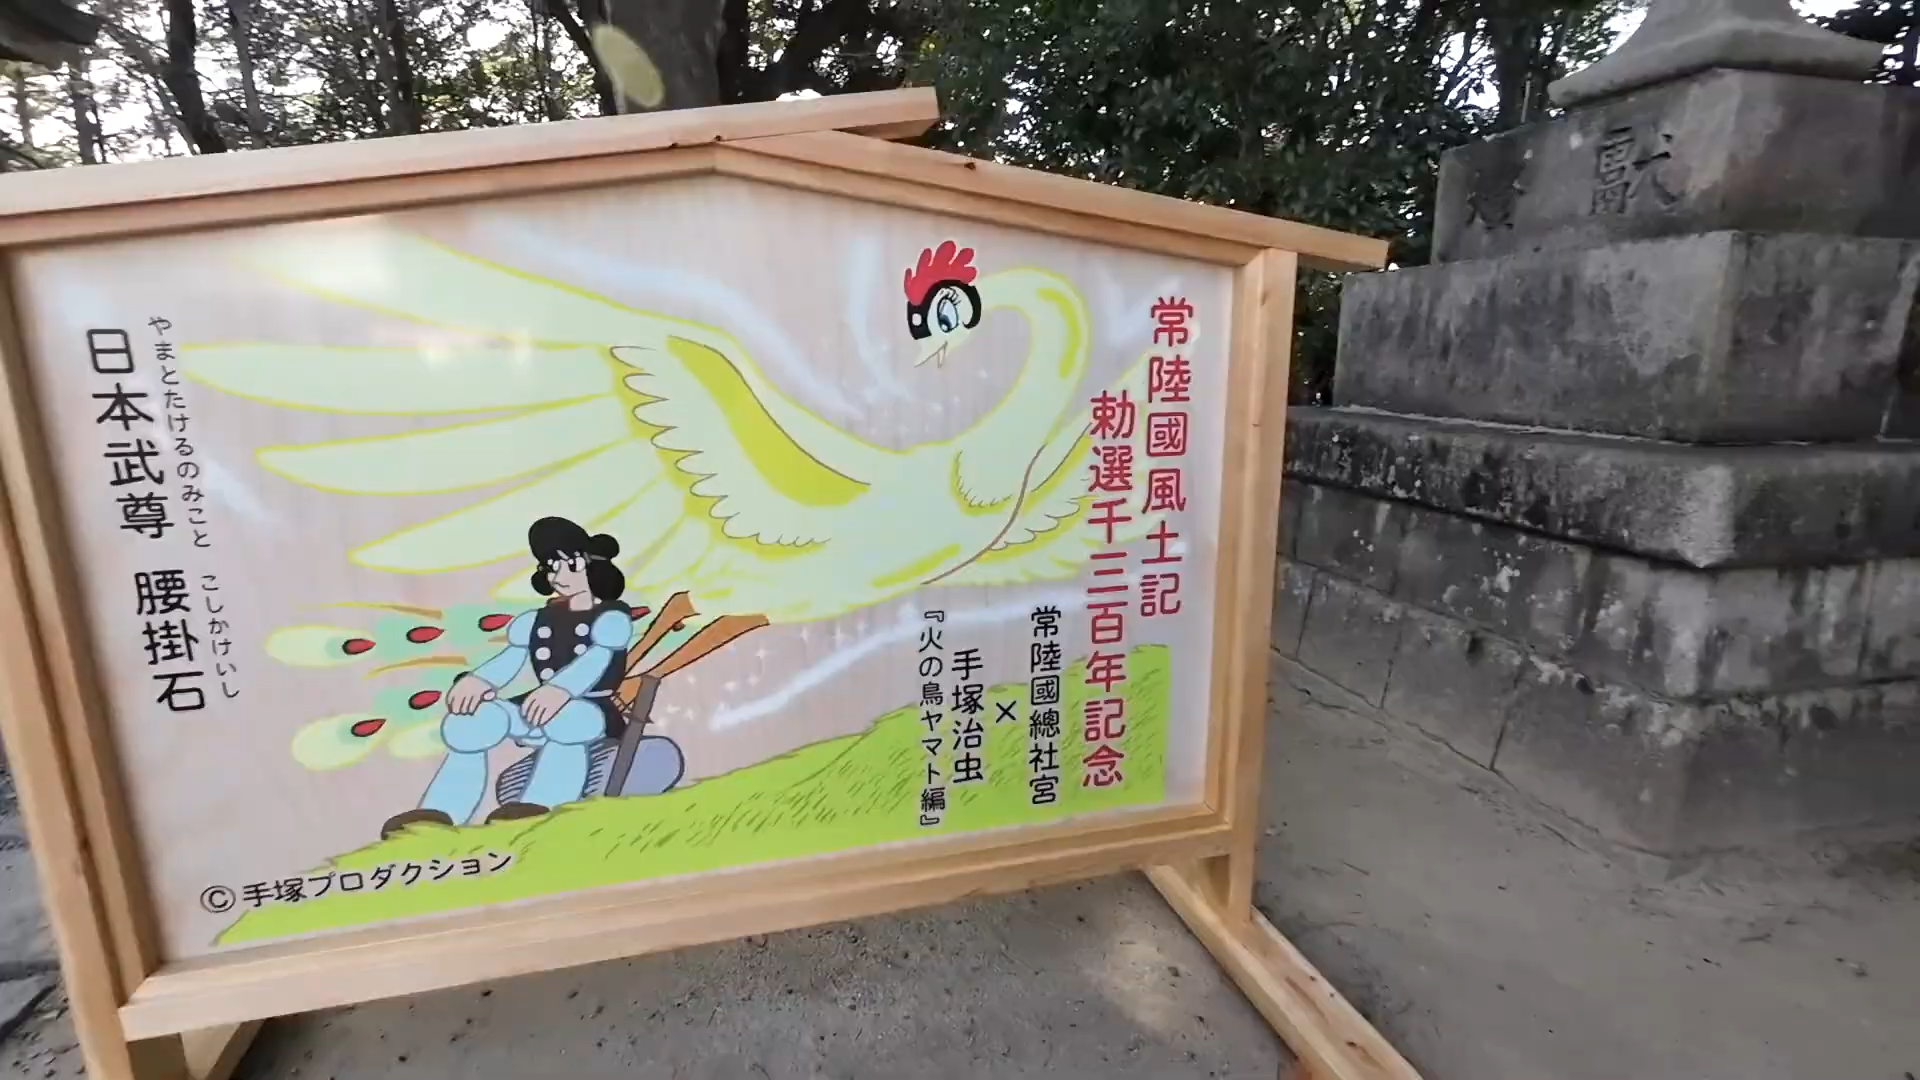 常陸國風土記
勅選千三百年記念
常陸國總社宮
×
手塚治虫
『火の鳥ヤマト編』
やまとたけるのみこと こしかけいし
日本武尊 腰掛石
©手塚プロダクション
獻